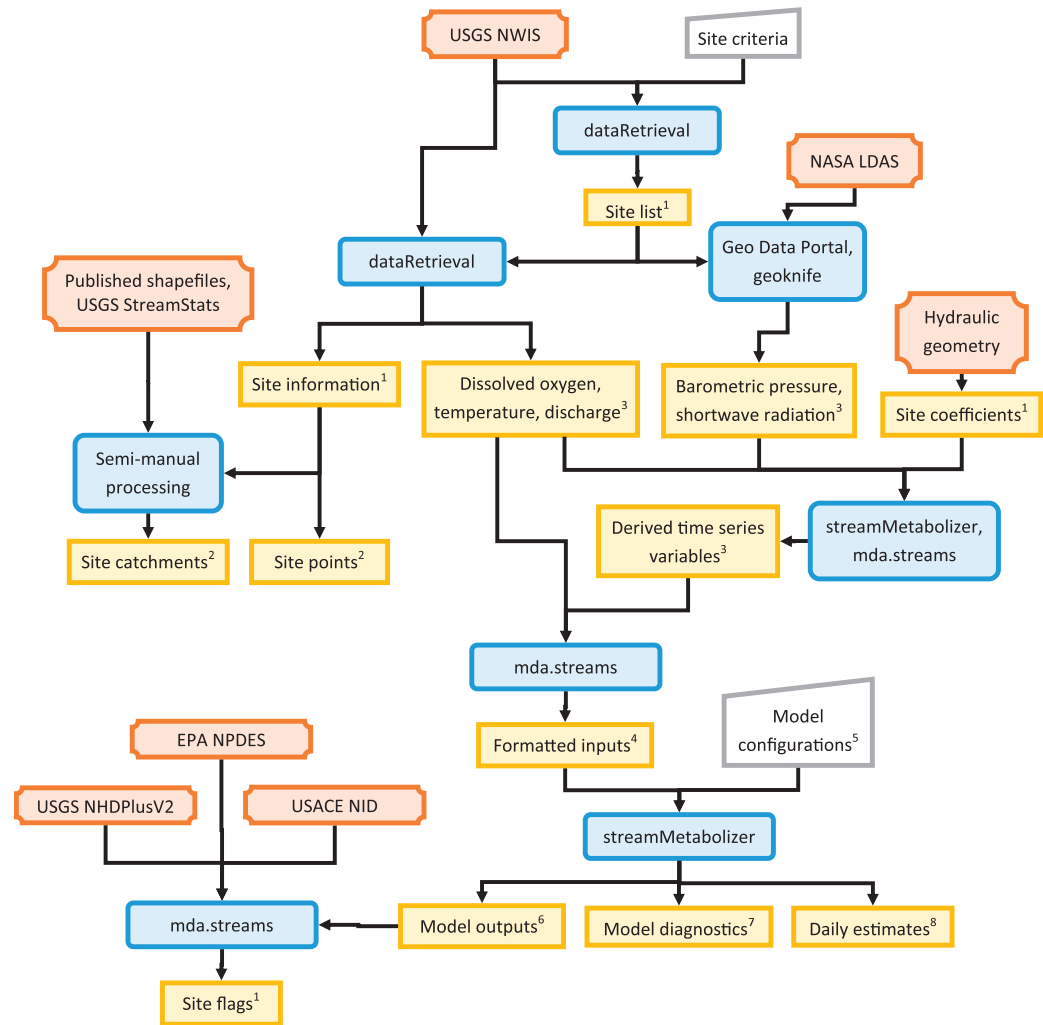 USGS NWIS
Site criteria
dataRetrieval
NASA LDAS
Site list¹
dataRetrieval
Geo Data Portal,
geoknife
Published shapefiles,
USGS StreamStats
Hydraulic
geometry
Site information¹
Dissolved oxygen,
temperature, discharge³
Barometric pressure,
shortwave radiation³
Site coefficients¹
Semi-manual
processing
Derived time series
variables³
streamMetabolizer,
mda.streams
Site catchments²
Site points²
mda.streams
Model
configurations⁵
EPA NPDES
Formatted inputs⁴
USGS NHDPlusV2
USACE NID
streamMetabolizer
mda.streams
Model outputs⁶
Model diagnostics⁷
Daily estimates⁸
Site flags¹